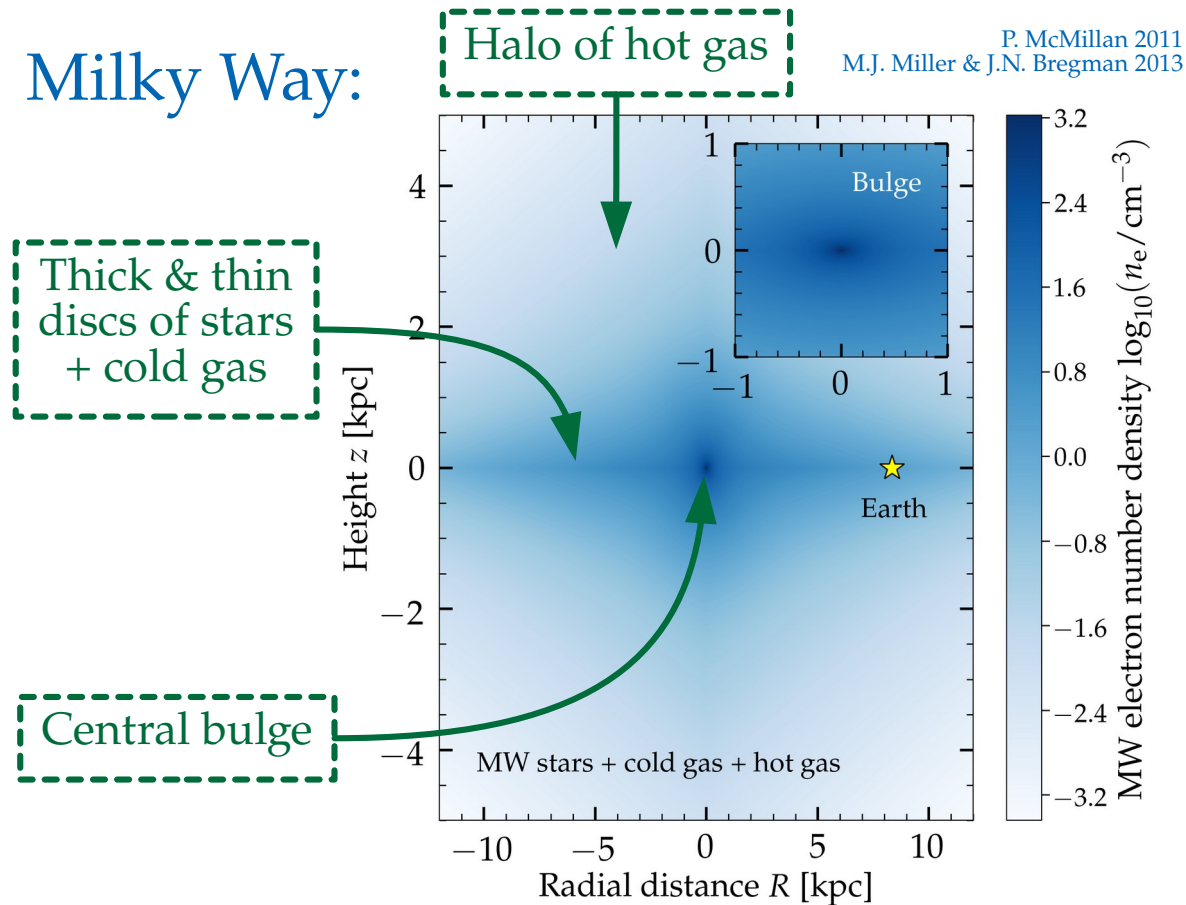 Milky Way:
Halo of hot gas
P. McMillan 2011
M.J. Miller & J.N. Bregman 2013
Thick & thin
discs of stars
+ cold gas
Central bulge
Height z [kpc]
4
2
0
−2
−4
Bulge
1
0
−1
−1
0
1
Earth
MW stars + cold gas + hot gas
−10
−5
0
5
10
Radial distance R [kpc]
3.2
2.4
1.6
0.8
0.0
−0.8
−1.6
−2.4
−3.2
MW electron number density log₁₀(nₑ/cm⁻³)